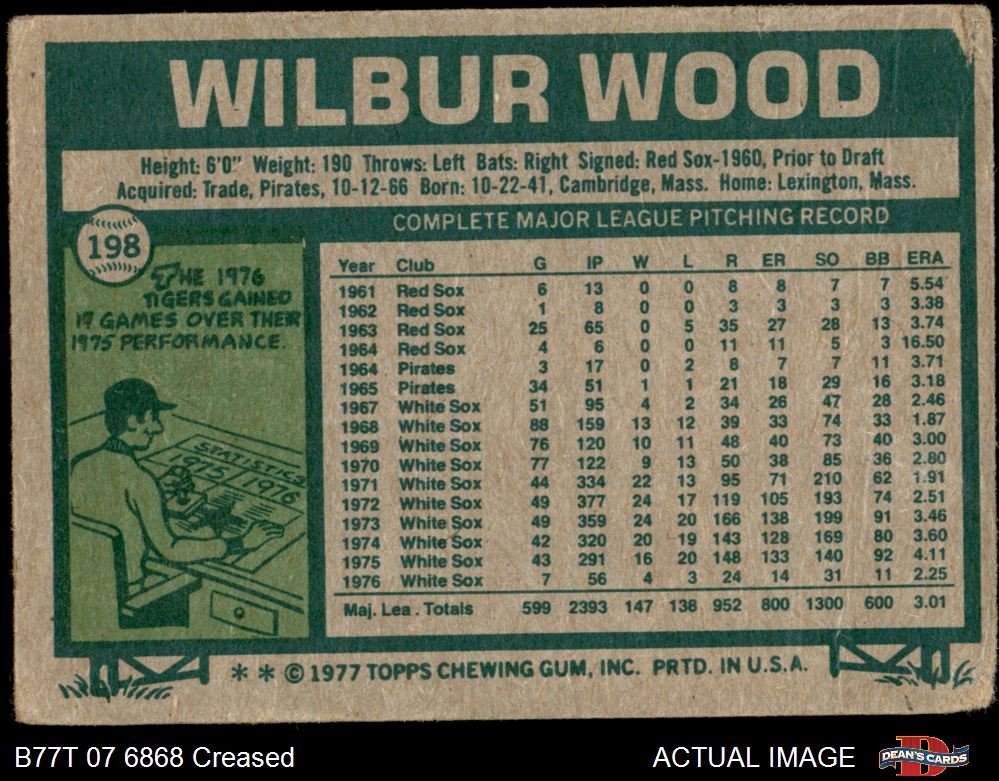 WILBUR WOOD
Height: 6'0" Weight: 190 Throws: Left Bats: Right Signed: Red Sox-1960, Prior to Draft
Acquired: Trade, Pirates, 10-12-66 Born: 10-22-41, Cambridge, Mass. Home: Lexington, Mass.
198
THE 1976
TIGERS GAINED
17 GAMES OVER THEIR
1975 PERFORMANCE.
STATISTICS
1975 1976
COMPLETE MAJOR LEAGUE PITCHING RECORD
Year Club G IP W L R ER SO BB ERA
1961 Red Sox 6 13 0 0 8 8 7 7 5.54
1962 Red Sox 1 8 0 0 3 3 3 3 3.38
1963 Red Sox 25 65 0 5 35 27 28 13 3.74
1964 Red Sox 4 6 0 0 11 11 5 3 16.50
1964 Pirates 3 17 0 2 8 7 7 11 3.71
1965 Pirates 34 51 1 1 21 18 29 16 3.18
1967 White Sox 51 95 4 2 34 26 47 28 2.46
1968 White Sox 88 159 13 12 39 33 74 33 1.87
1969 White Sox 76 120 10 11 48 40 73 40 3.00
1970 White Sox 77 122 9 13 50 38 85 36 2.80
1971 White Sox 44 334 22 13 95 71 210 62 1.91
1972 White Sox 49 377 24 17 119 105 193 74 2.51
1973 White Sox 49 359 24 20 166 138 199 91 3.46
1974 White Sox 42 320 20 19 143 128 169 80 3.60
1975 White Sox 43 291 16 20 148 133 140 92 4.11
1976 White Sox 7 56 4 3 24 14 31 11 2.25
Maj. Lea. Totals 599 2393 147 138 952 800 1300 600 3.01
* * © 1977 TOPPS CHEWING GUM, INC. PRTD. IN U.S.A.
B77T 07 6868 Creased
ACTUAL IMAGE
DEAN'S CARDS